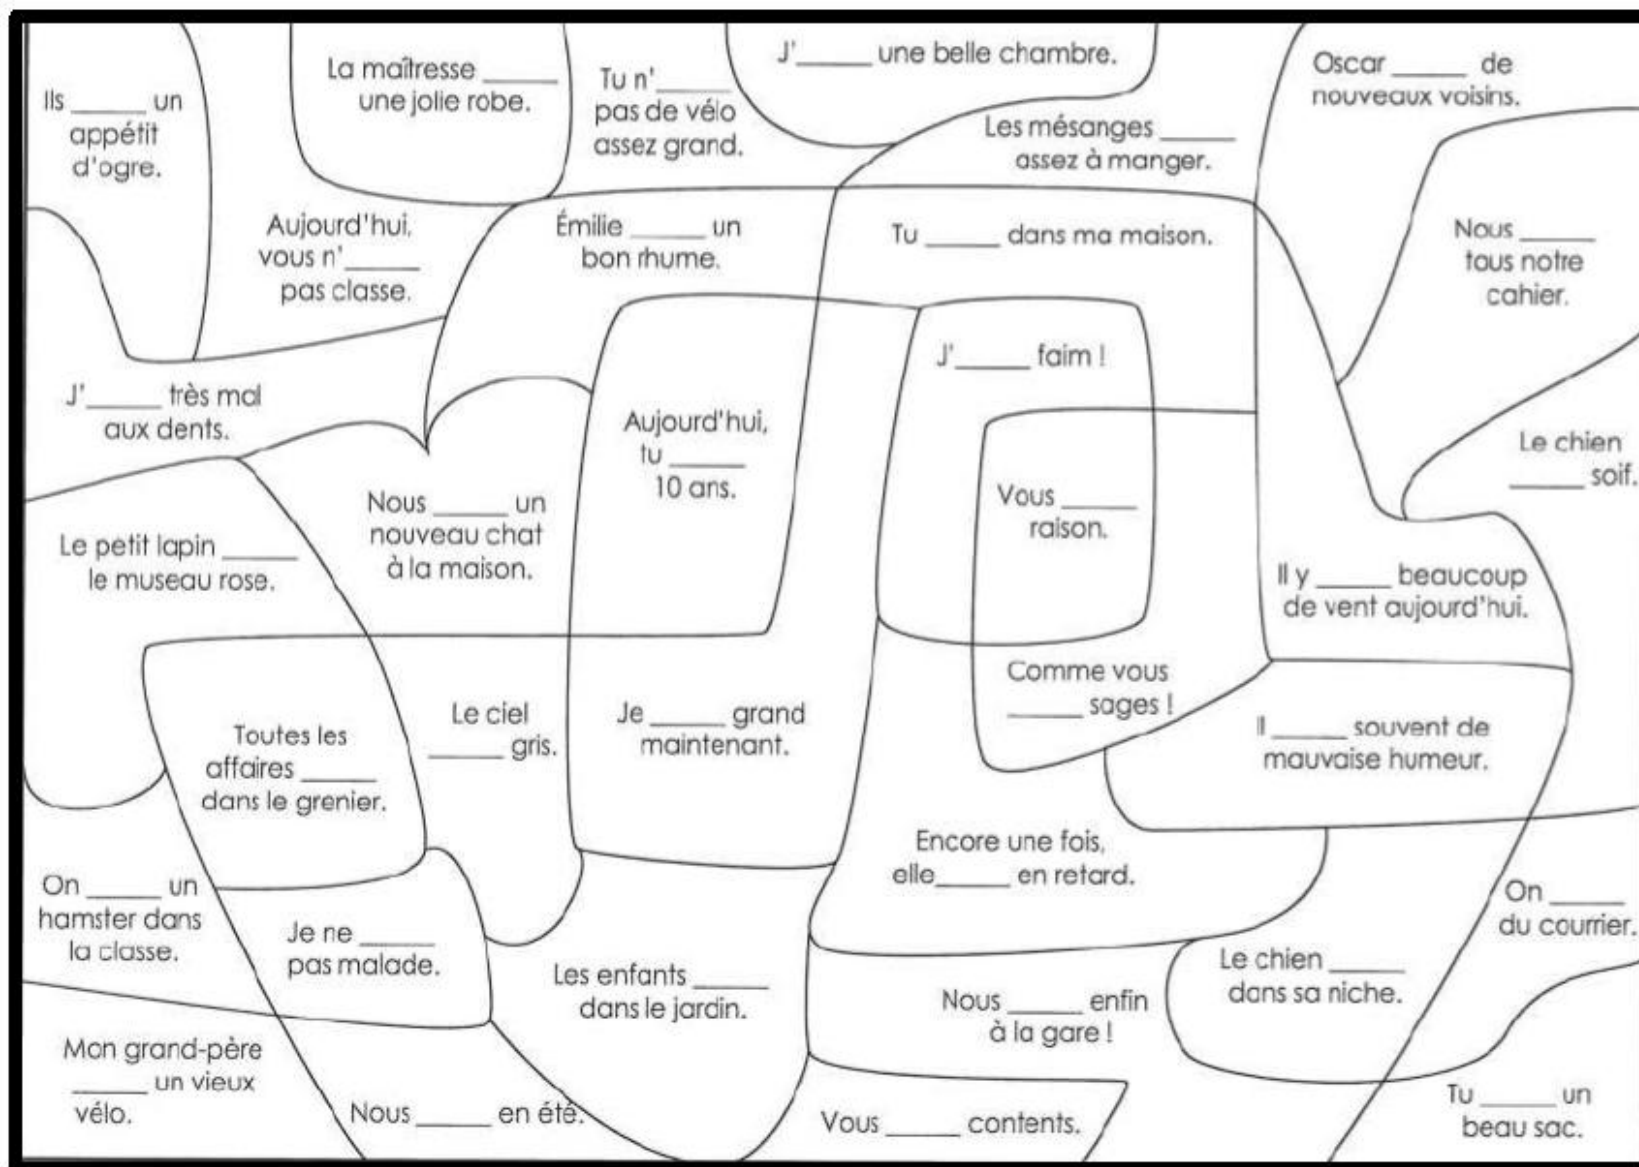 Ils ______ un
appétit
d'ogre.
La maîtresse ______
une jolie robe.
Tu n'______
pas de vélo
assez grand.
J'______ une belle chambre.
Oscar ______ de
nouveaux voisins.
Les mésanges ______
assez à manger.
Aujourd'hui,
vous n'______
pas classe.
Émilie ______ un
bon rhume.
Tu ______ dans ma maison.
Nous ______
tous notre
cahier.
J'______ faim !
J'______ très mal
aux dents.
Aujourd'hui,
tu ______
10 ans.
Le chien
______ soif.
Nous ______ un
nouveau chat
à la maison.
Vous ______
raison.
Le petit lapin ______
le museau rose.
Il y ______ beaucoup
de vent aujourd'hui.
Comme vous
______ sages !
Toutes les
affaires ______
dans le grenier.
Le ciel
______ gris.
Je ______ grand
maintenant.
Il ______ souvent de
mauvaise humeur.
Encore une fois,
elle______ en retard.
On ______ un
hamster dans
la classe.
On ______
du courrier.
Je ne ______
pas malade.
Les enfants ______
dans le jardin.
Nous ______ enfin
à la gare !
Le chien ______
dans sa niche.
Mon grand-père
______ un vieux
vélo.
Nous ______ en été.
Vous ______ contents.
Tu ______ un
beau sac.